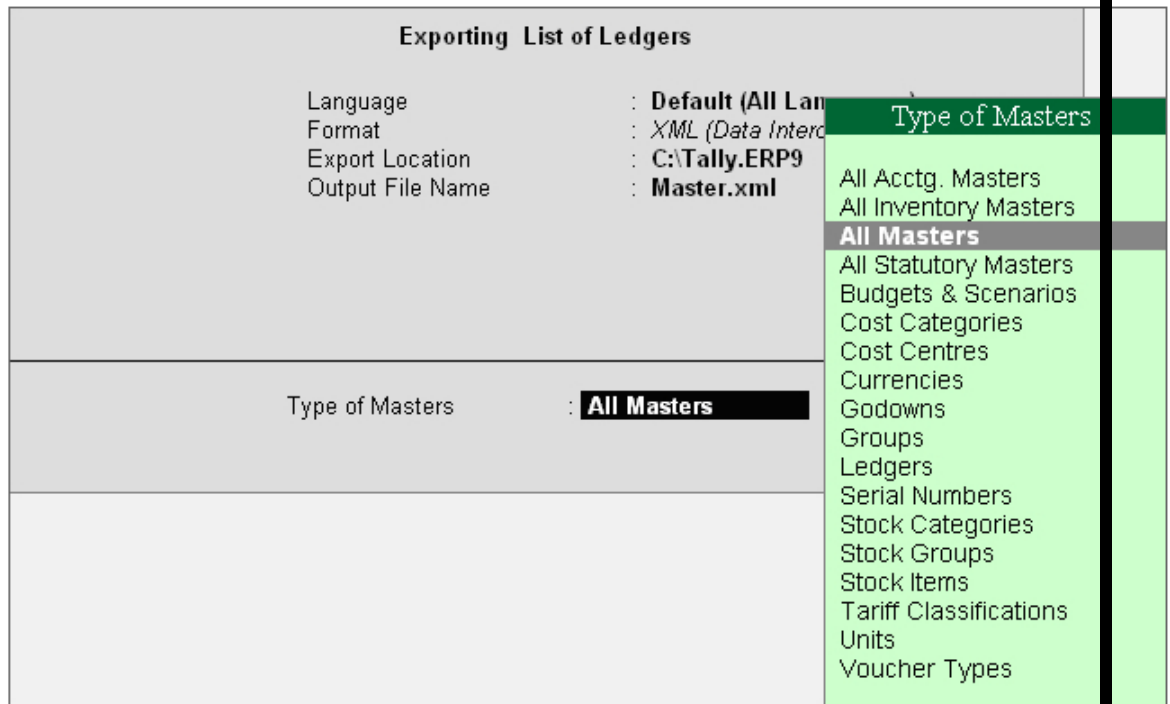 Exporting List of Ledgers
Language : Default (All Lan
Format : XML (Data Interc
Export Location : C:\Tally.ERP9
Output File Name : Master.xml
Type of Masters : All Masters
Type of Masters
All Acctg. Masters
All Inventory Masters
All Masters
All Statutory Masters
Budgets & Scenarios
Cost Categories
Cost Centres
Currencies
Godowns
Groups
Ledgers
Serial Numbers
Stock Categories
Stock Groups
Stock Items
Tariff Classifications
Units
Voucher Types